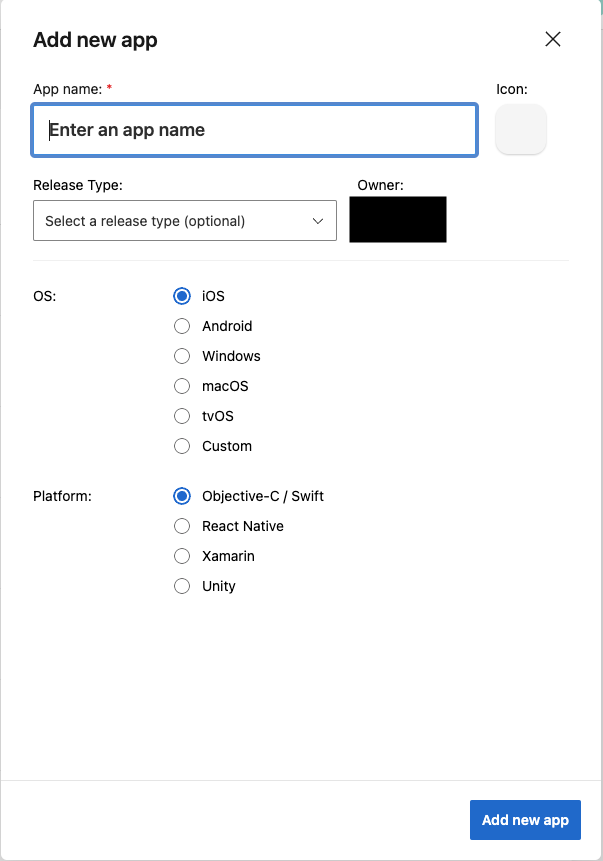 Add new app
App name: * Icon:
Enter an app name
Release Type: Owner:
Select a release type (optional)
OS: iOS
Android
Windows
macOS
tvOS
Custom
Platform: Objective-C / Swift
React Native
Xamarin
Unity
Add new app